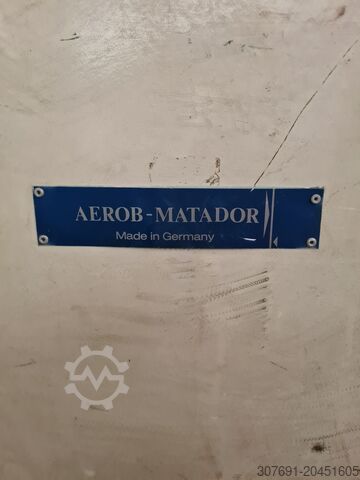 AEROB-MATADOR
Made in Germany
307691-20451605